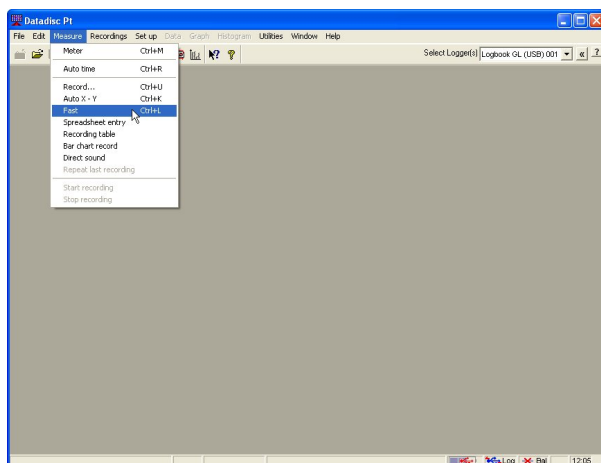 Datadisc Pt
File Edit Measure Recordings Set up Data Graph Histogram Utilities Window Help
Select Logger(s) Logbook GL (USB) 001 « ?
Meter Ctrl+M
Auto time Ctrl+R
Record... Ctrl+U
Auto X - Y Ctrl+K
Fast Ctrl+L
Spreadsheet entry
Recording table
Bar chart record
Direct sound
Repeat last recording
Start recording
Stop recording
Log Bal 12:05